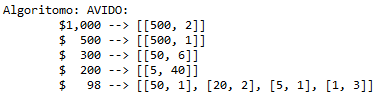 Algoritomo: AVIDO:
$1,000 --> [[500, 2]]
$ 500 --> [[500, 1]]
$ 300 --> [[50, 6]]
$ 200 --> [[5, 40]]
$ 98 --> [[50, 1], [20, 2], [5, 1], [1, 3]]